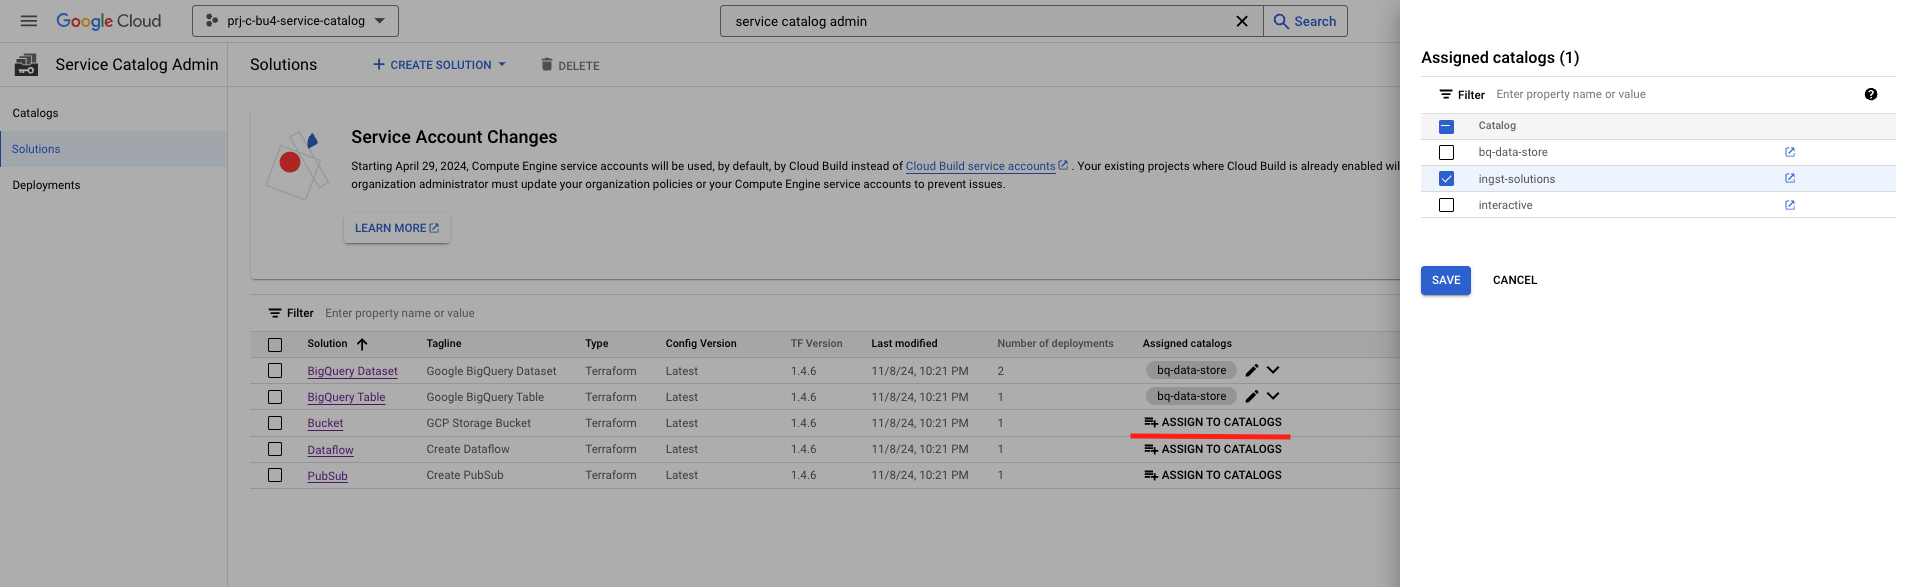 Google Cloud
prj-c-bu4-service-catalog
service catalog admin
Search
Service Catalog Admin
Solutions
CREATE SOLUTION
DELETE
Catalogs
Solutions
Deployments
Service Account Changes
Starting April 29, 2024, Compute Engine service accounts will be used, by default, by Cloud Build instead of Cloud Build service accounts . Your existing projects where Cloud Build is already enabled
organization administrator must update your organization policies or your Compute Engine service accounts to prevent issues.
LEARN MORE
Filter Enter property name or value
Solution Tagline Type Config Version TF Version Last modified Number of deployments Assigned catalogs
BigQuery Dataset Google BigQuery Dataset Terraform Latest 1.4.6 11/8/24, 10:21 PM 2 bq-data-store
BigQuery Table Google BigQuery Table Terraform Latest 1.4.6 11/8/24, 10:21 PM 1 bq-data-store
Bucket GCP Storage Bucket Terraform Latest 1.4.6 11/8/24, 10:21 PM 1 ASSIGN TO CATALOGS
Dataflow Create Dataflow Terraform Latest 1.4.6 11/8/24, 10:21 PM 1 ASSIGN TO CATALOGS
PubSub Create PubSub Terraform Latest 1.4.6 11/8/24, 10:21 PM 1 ASSIGN TO CATALOGS
Assigned catalogs (1)
Filter Enter property name or value
Catalog
bq-data-store
ingst-solutions
interactive
SAVE CANCEL